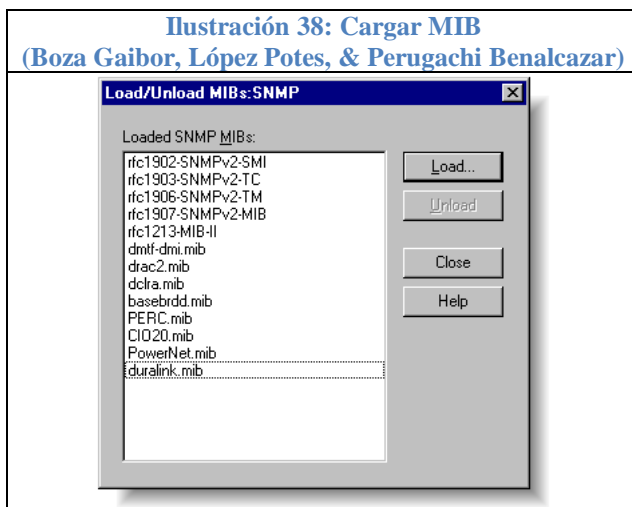 Ilustración 38: Cargar MIB
(Boza Gaibor, López Potes, & Perugachi Benalcazar)
Load/Unload MIBs:SNMP
Loaded SNMP MIBs:
rfc1902-SNMPv2-SMI
rfc1903-SNMPv2-TC
rfc1906-SNMPv2-TM
rfc1907-SNMPv2-MIB
rfc1213-MIB-II
dmtf-dmi.mib
drac2.mib
dclra.mib
basebrdd.mib
PERC.mib
CIO20.mib
PowerNet.mib
duralink.mib
Load...
Unload
Close
Help